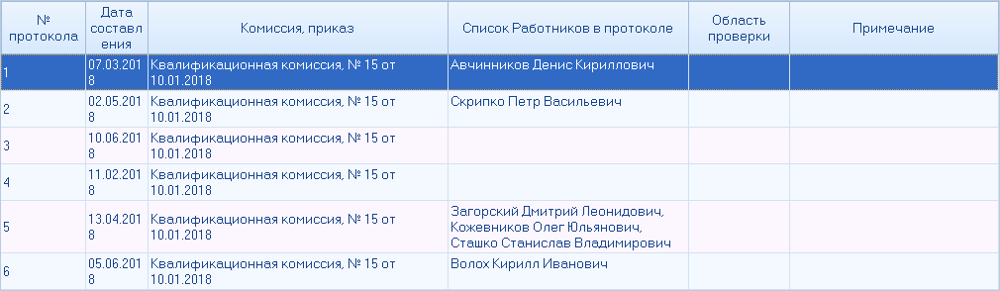 № протокола
Дата составления
Комиссия, приказ
Список Работников в протоколе
Область проверки
Примечание
1
07.03.2018
Квалификационная комиссия, № 15 от
10.01.2018
Авчинников Денис Кириллович
2
02.05.2018
Квалификационная комиссия, № 15 от
10.01.2018
Скрипко Петр Васильевич
3
10.06.2018
Квалификационная комиссия, № 15 от
10.01.2018
4
11.02.2018
Квалификационная комиссия, № 15 от
10.01.2018
5
13.04.2018
Квалификационная комиссия, № 15 от
10.01.2018
Загорский Дмитрий Леонидович,
Кожевников Олег Юльянович,
Сташко Станислав Владимирович
6
05.06.2018
Квалификационная комиссия, № 15 от
10.01.2018
Волох Кирилл Иванович